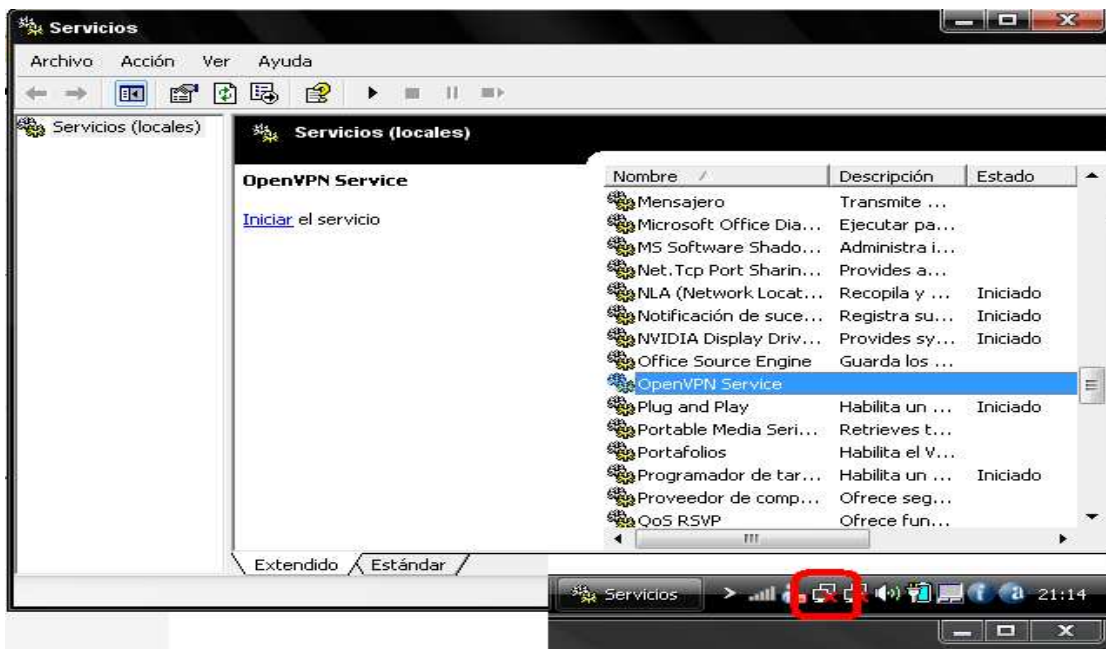 Servicios
Archivo Acción Ver Ayuda
Servicios (locales)
Servicios (locales)
OpenVPN Service
Iniciar el servicio
Nombre Descripción Estado
Mensajero Transmite ...
Microsoft Office Dia... Ejecutar pa...
MS Software Shado... Administra i...
Net.Tcp Port Sharin... Provides a...
NLA (Network Locat... Recopila y ... Iniciado
Notificación de suce... Registra su... Iniciado
NVIDIA Display Driv... Provides sy... Iniciado
Office Source Engine Guarda los ...
OpenVPN Service
Plug and Play Habilita un ... Iniciado
Portable Media Seri... Retrieves t...
Portafolios Habilita el V...
Programador de tar... Habilita un ... Iniciado
Proveedor de comp... Ofrece seg...
QoS RSVP Ofrece fun...
Extendido Estándar
Servicios 21:14